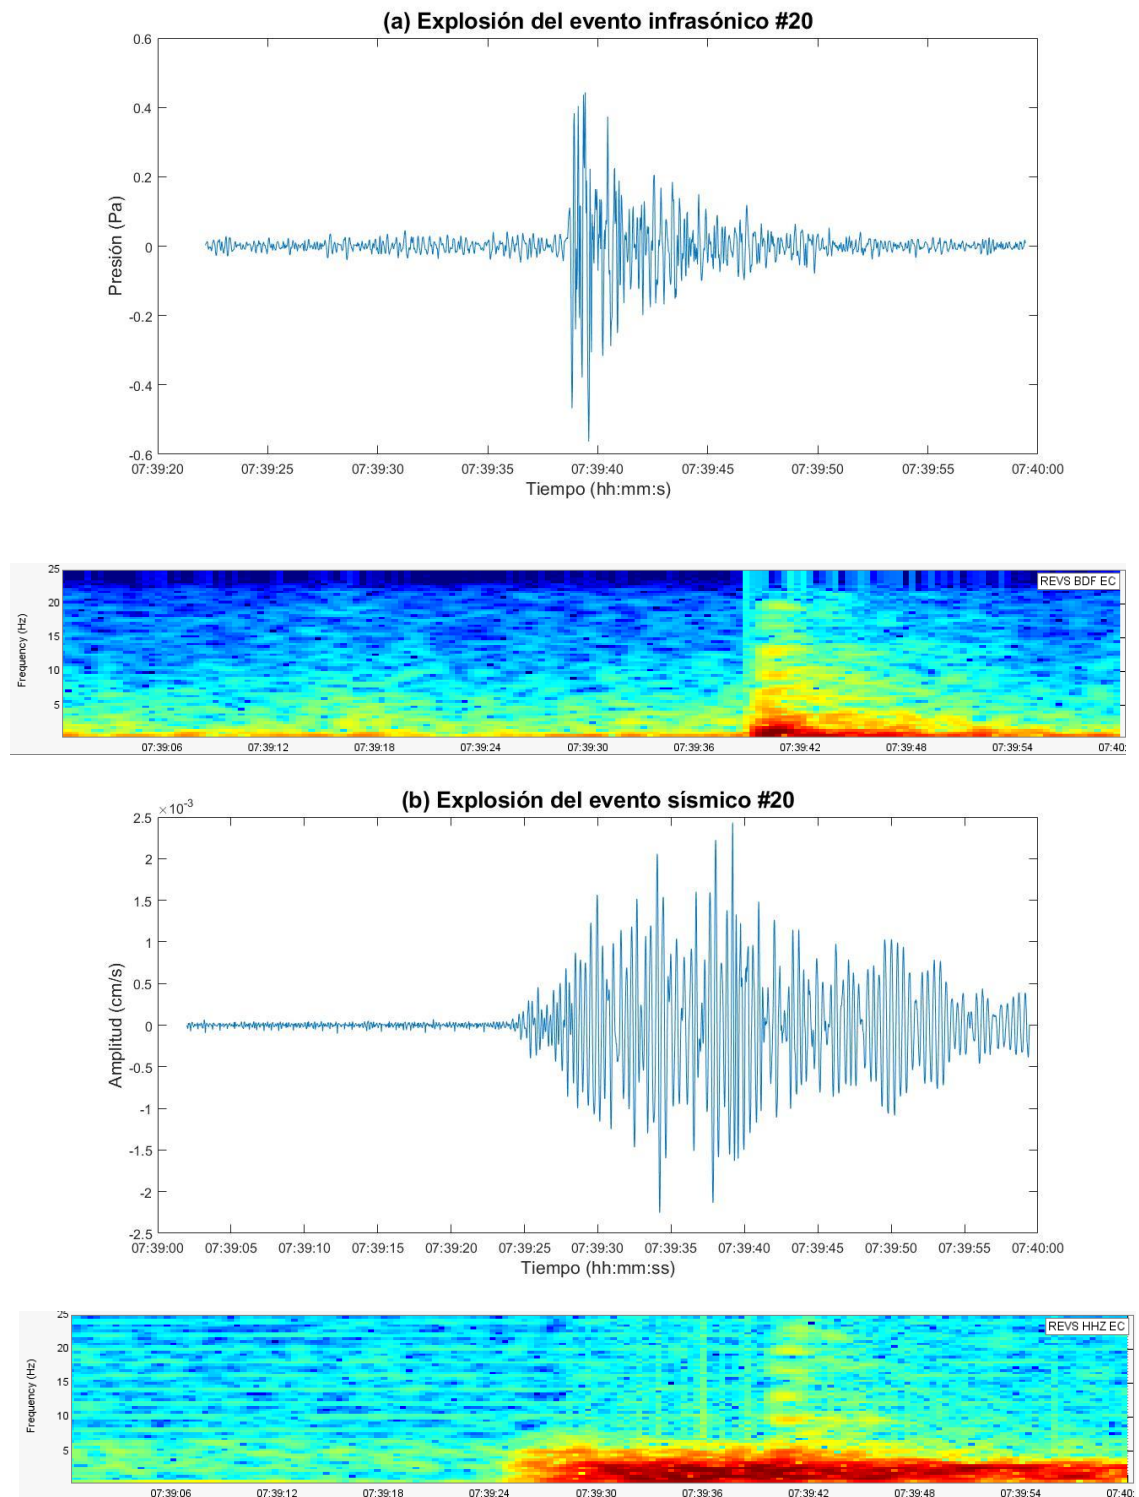 (a) Explosión del evento infrasónico #20
0.6
0.4
0.2
0
-0.2
-0.4
-0.6
Presión (Pa)
07:39:20 07:39:25 07:39:30 07:39:35 07:39:40 07:39:45 07:39:50 07:39:55 07:40:00
Tiempo (hh:mm:s)
REVS BDF EC
25
20
15
10
5
Frequency (Hz)
07:39:06 07:39:12 07:39:18 07:39:24 07:39:30 07:39:36 07:39:42 07:39:48 07:39:54 07:40:
(b) Explosión del evento sísmico #20
×10-3
2.5
2
1.5
1
0.5
0
-0.5
-1
-1.5
-2
-2.5
Amplitud (cm/s)
07:39:00 07:39:05 07:39:10 07:39:15 07:39:20 07:39:25 07:39:30 07:39:35 07:39:40 07:39:45 07:39:50 07:39:55 07:40:00
Tiempo (hh:mm:ss)
REVS HHZ EC
25
20
15
10
5
Frequency (Hz)
07:39:06 07:39:12 07:39:18 07:39:24 07:39:30 07:39:36 07:39:42 07:39:48 07:39:54 07:40: